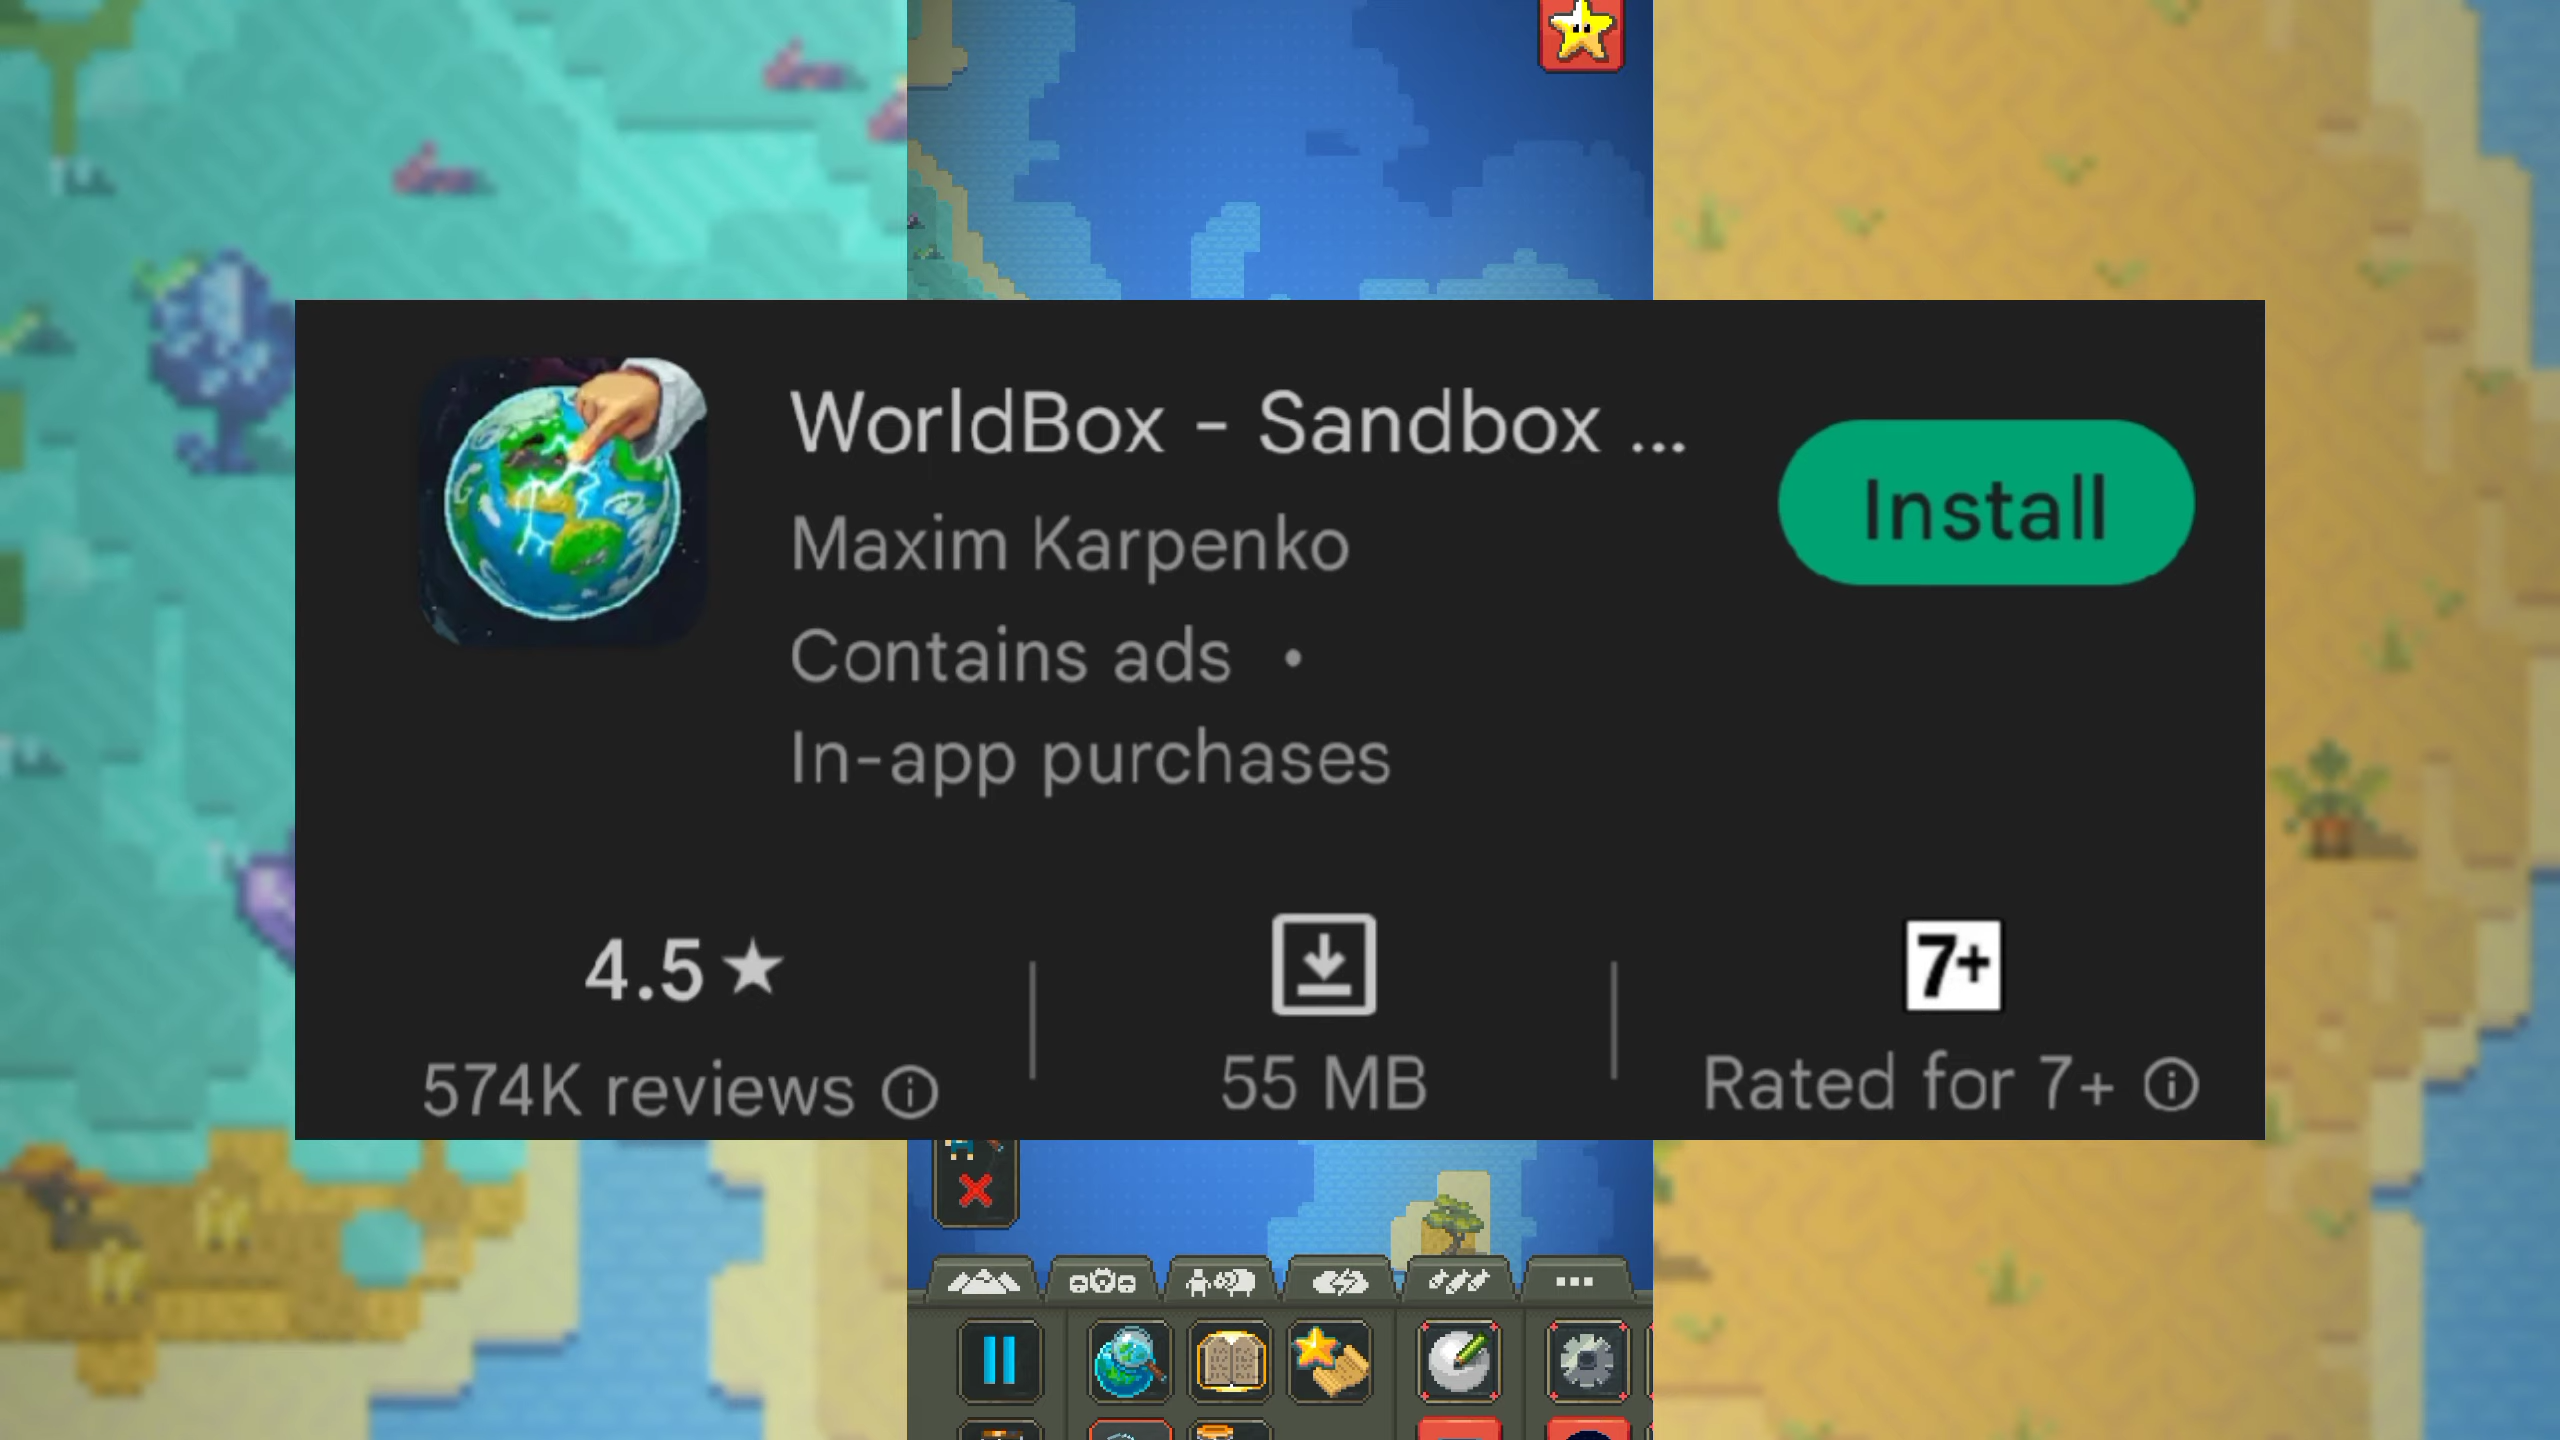 WorldBox - Sandbox ...
Maxim Karpenko
Install
Contains ads •
In-app purchases
4.5 ★
7+
574K reviews
55 MB
Rated for 7+